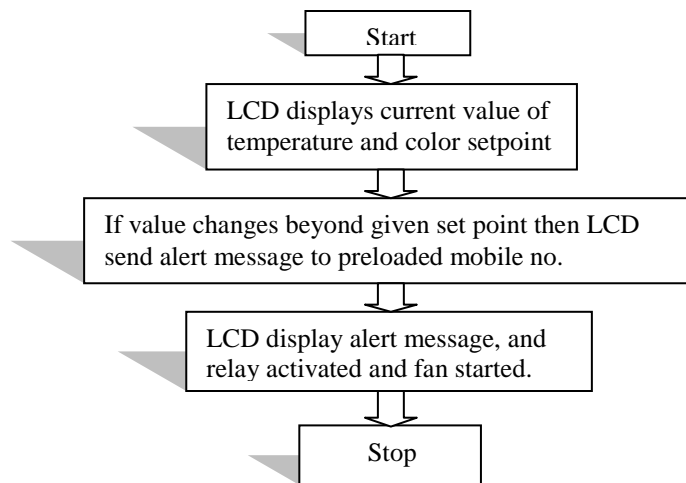 Start
LCD displays current value of
temperature and color setpoint
If value changes beyond given set point then LCD
send alert message to preloaded mobile no.
LCD display alert message, and
relay activated and fan started.
Stop